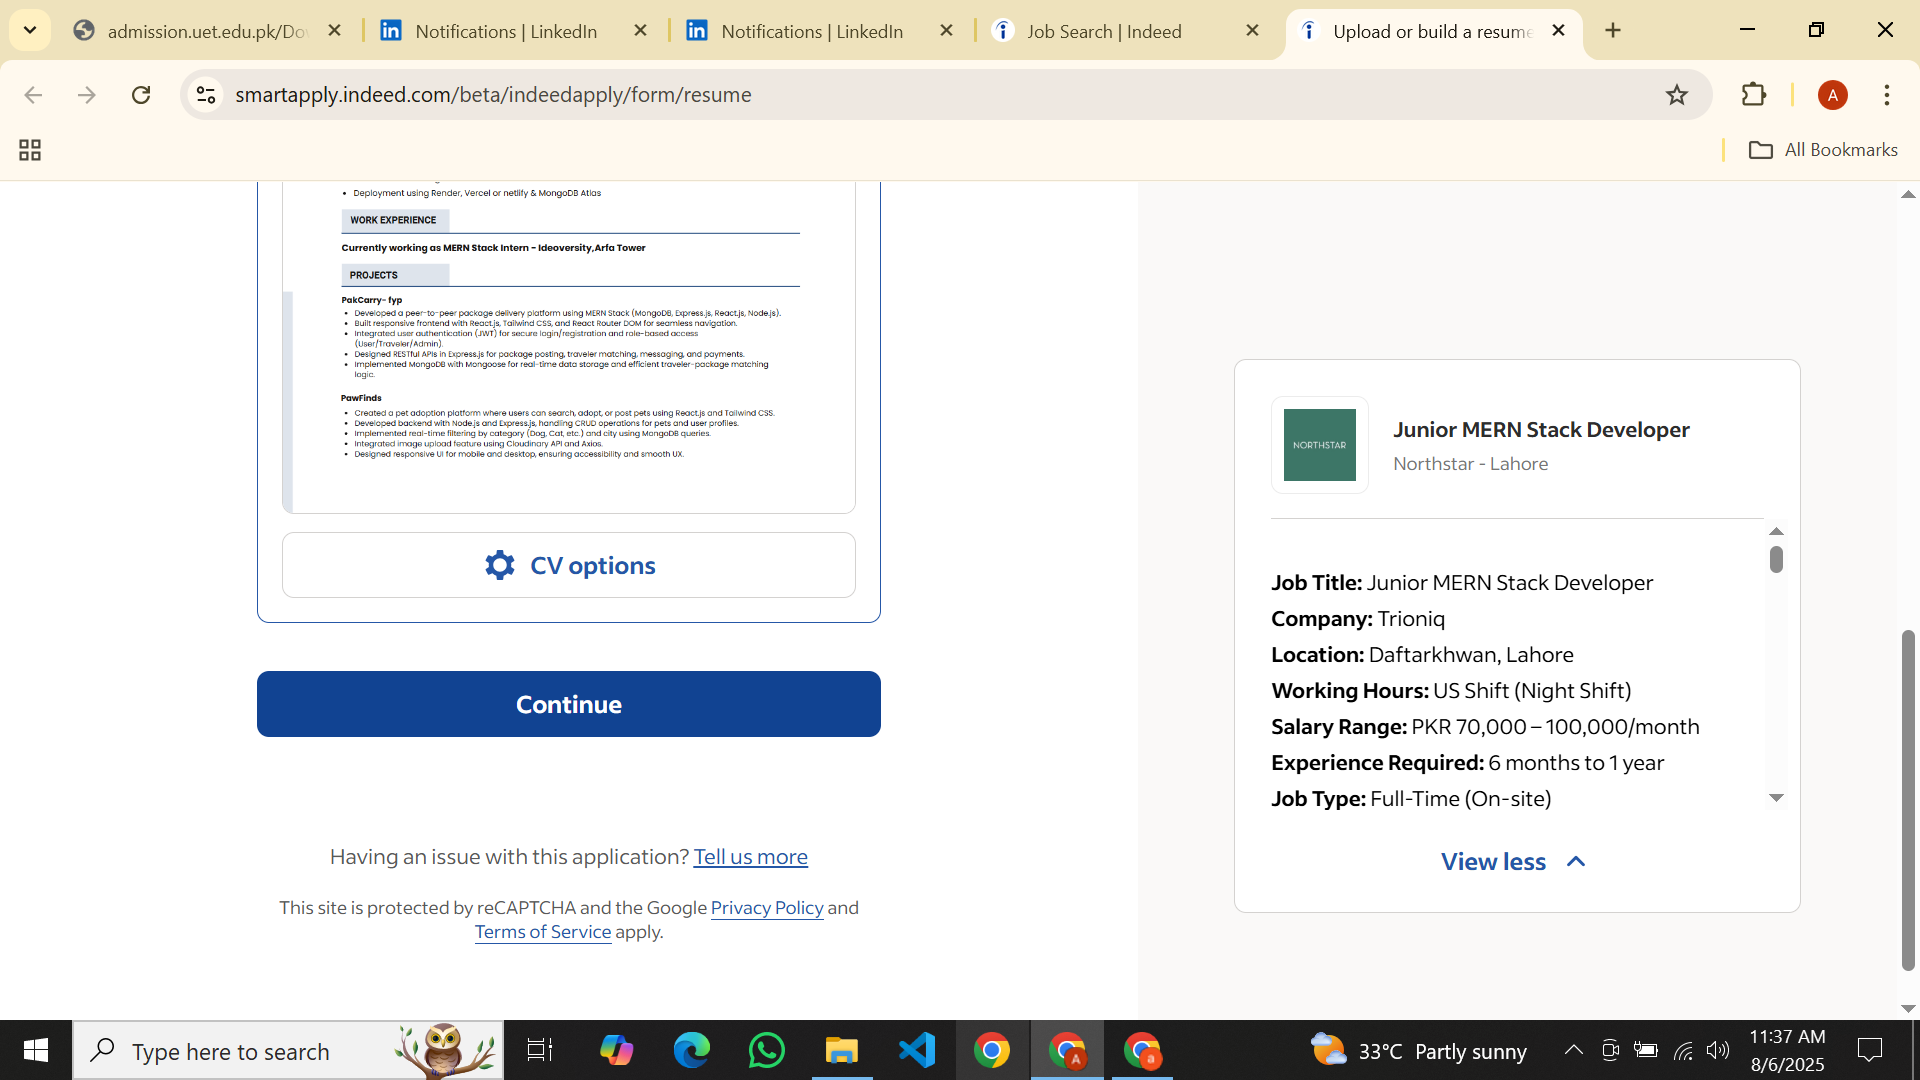 admission.uet.edu.pk/Do
Notifications | LinkedIn
Notifications | LinkedIn
Job Search | Indeed
Upload or build a resume
smartapply.indeed.com/beta/indeedapply/form/resume
A
All Bookmarks
• Deployment using Render, Vercel or netlify & MongoDB Atlas
WORK EXPERIENCE
Currently working as MERN Stack Intern - Ideoversity,Arfa Tower
PROJECTS
PakCarry- fyp
• Developed a peer-to-peer package delivery platform using MERN Stack (MongoDB, Express.js, React.js, Node.js).
• Built responsive frontend with React.js, Tailwind CSS, and React Router DOM for seamless navigation.
• Integrated user authentication (JWT) for secure login/registration and role-based access
(User/Traveler/Admin).
• Designed RESTful APIs in Express.js for package posting, traveler matching, messaging, and payments.
• Implemented MongoDB with Mongoose for real-time data storage and efficient traveler-package matching
logic.
PawFinds
• Created a pet adoption platform where users can search, adopt, or post pets using React.js and Tailwind CSS.
• Developed backend with Node.js and Express.js, handling CRUD operations for pets and user profiles.
• Implemented real-time filtering by category (Dog, Cat, etc.) and city using MongoDB queries.
• Integrated image upload feature using Cloudinary API and Axios.
• Designed responsive UI for mobile and desktop, ensuring accessibility and smooth UX.
CV options
Continue
Having an issue with this application? Tell us more
This site is protected by reCAPTCHA and the Google Privacy Policy and
Terms of Service apply.
NORTHSTAR
Junior MERN Stack Developer
Northstar - Lahore
Job Title: Junior MERN Stack Developer
Company: Trioniq
Location: Daftarkhwan, Lahore
Working Hours: US Shift (Night Shift)
Salary Range: PKR 70,000 – 100,000/month
Experience Required: 6 months to 1 year
Job Type: Full-Time (On-site)
View less
Type here to search
A
a
33°C Partly sunny
11:37 AM
8/6/2025